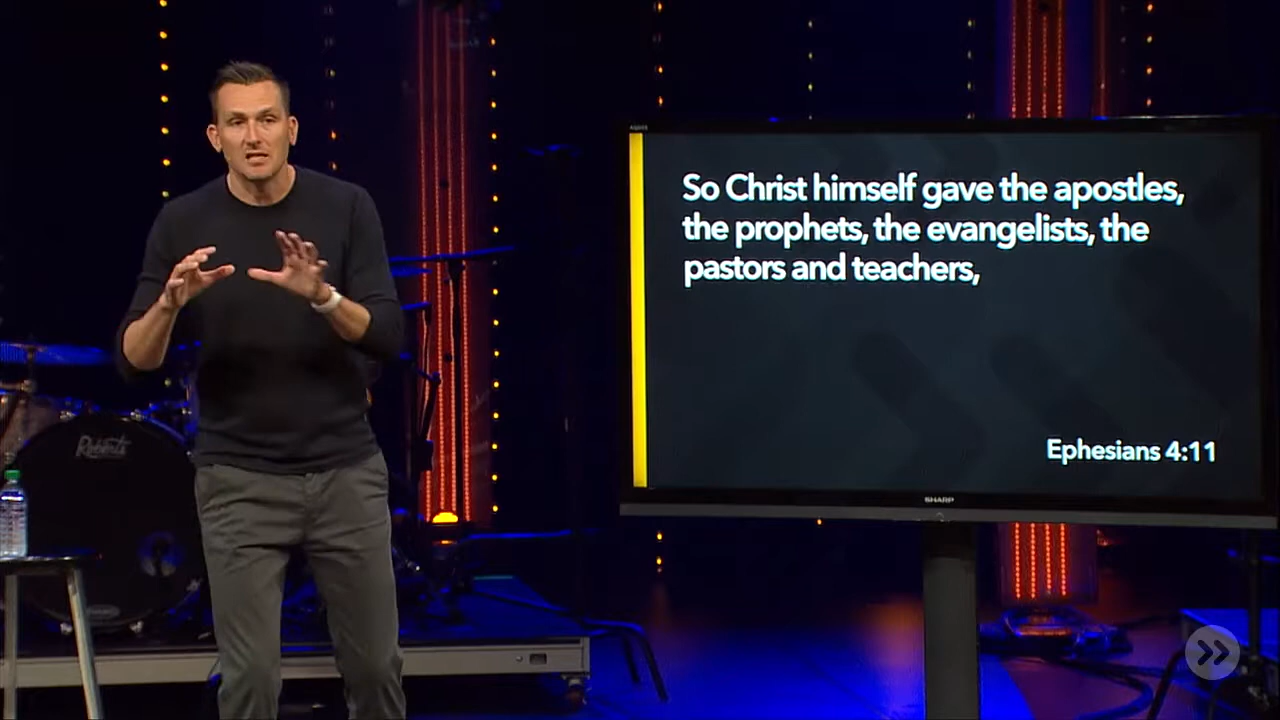 So Christ himself gave the apostles,
the prophets, the evangelists, the
pastors and teachers,
Ephesians 4:11
SHARP
Roberts